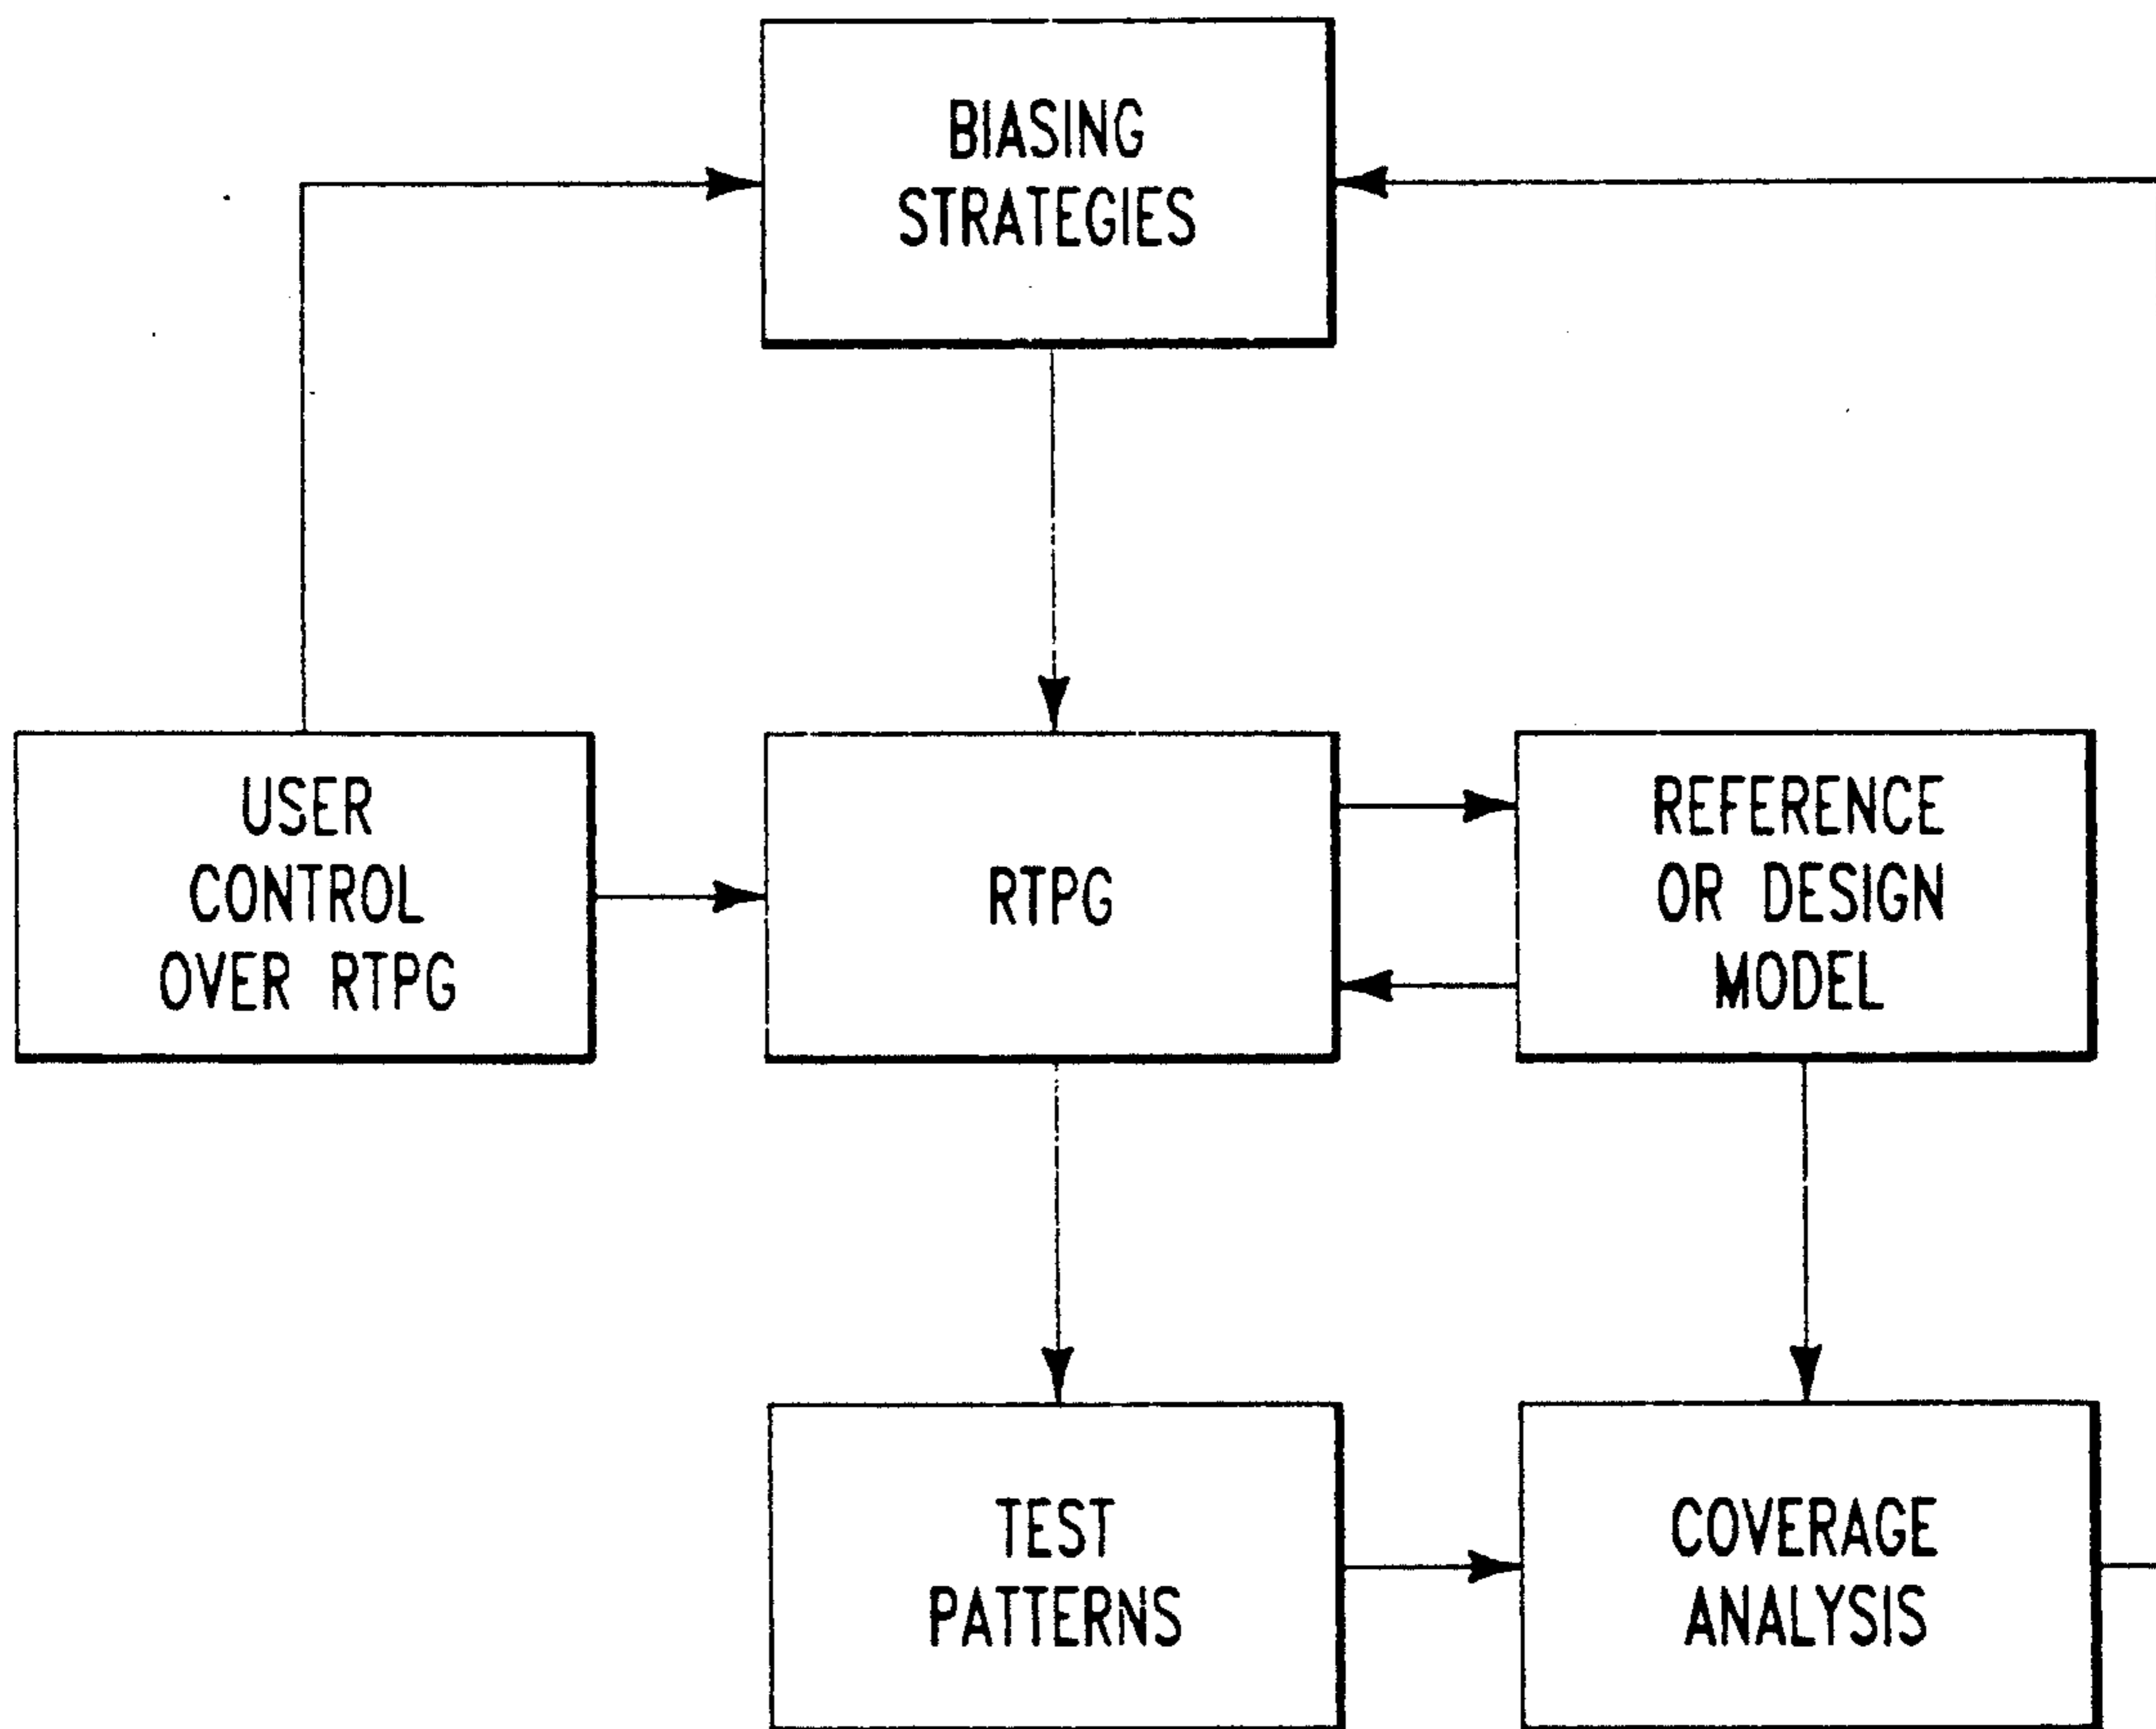 BIASING
STRATEGIES
USER
CONTROL
OVER RTPG
RTPG
REFERENCE
OR DESIGN
MODEL
TEST
PATTERNS
COVERAGE
ANALYSIS